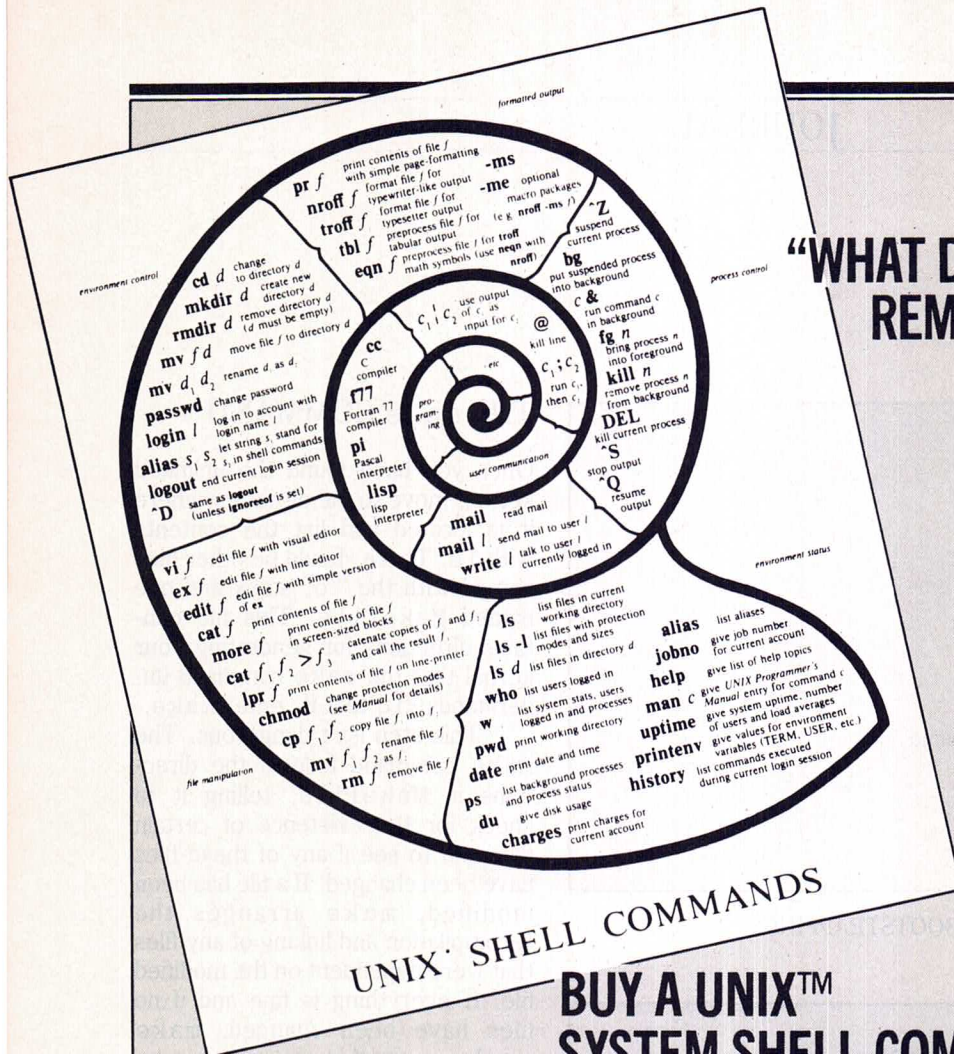 formatted output
pr f print contents of file f
with simple page-formatting
nroff f format file f for
typewriter-like output
troff f format file f for
typesetter output
tbl f preprocess file f for
tabular output
eqn f preprocess file f for troff
math symbols (use neqn with
nroff)
-ms
-me optional
macro packages
(e g nroff -ms f)
environment control
cd d change
to directory d
mkdir d create new
directory d
rmdir d remove directory d
(d must be empty)
mv f d move file f to directory d
mv d₁ d₂ rename d₁ as d₂
passwd change password
login l log in to account with
login name l
alias s₁ s₂ let string s₁ stand for
s₂ in shell commands
logout end current login session
^D same as logout
(unless ignoreeof is set)
process control
^Z
suspend
current process
bg
put suspended process
into background
c &
run command c
in background
fg n
bring process n
into foreground
kill n
remove process n
from background
DEL
kill current process
^S
stop output
^Q
resume
output
c₁ ; c₂ use output
of c₁ as
input for c₂
@
kill line
c₁ ; c₂
run c₁,
then c₂
etc
programing
cc
C
compiler
f77
Fortran 77
compiler
pi
Pascal
interpreter
lisp
lisp
interpreter
user communication
mail read mail
mail l send mail to user l
write l talk to user l
currently logged in
file manipulation
vi f edit file f with visual editor
ex f edit file f with line editor
edit f edit file f with simple version
of ex
cat f print contents of file f
more f print contents of file f
in screen-sized blocks
cat f₁ f₂ > f₃ catenate copies of f₁ and f₂
and call the result f₃
lpr f print contents of file f on line-printer
chmod change protection modes
(see Manual for details)
cp f₁ f₂ copy file f₁ into f₂
mv f₁ f₂ rename file f₁
as f₂
rm f remove file f
environment status
ls list files in current
working directory
ls -l list files with protection
modes and sizes
ls d list files in directory d
who list users logged in
w list system stats, users
logged in and processes
pwd print working directory
date print date and time
ps list background processes
and process status
du give disk usage
charges print charges for
current account
alias list aliases
jobno give job number
for current account
help give list of help topics
man c give UNIX Programmer's
Manual entry for command c
uptime give system uptime, number
of users and load averages
printenv give values for environment
variables (TERM, USER, etc.)
history list commands executed
during current login session
UNIX* SHELL COMMANDS
"WHAT D
REM
BUY A UNIX™
SYSTEM SHELL COM